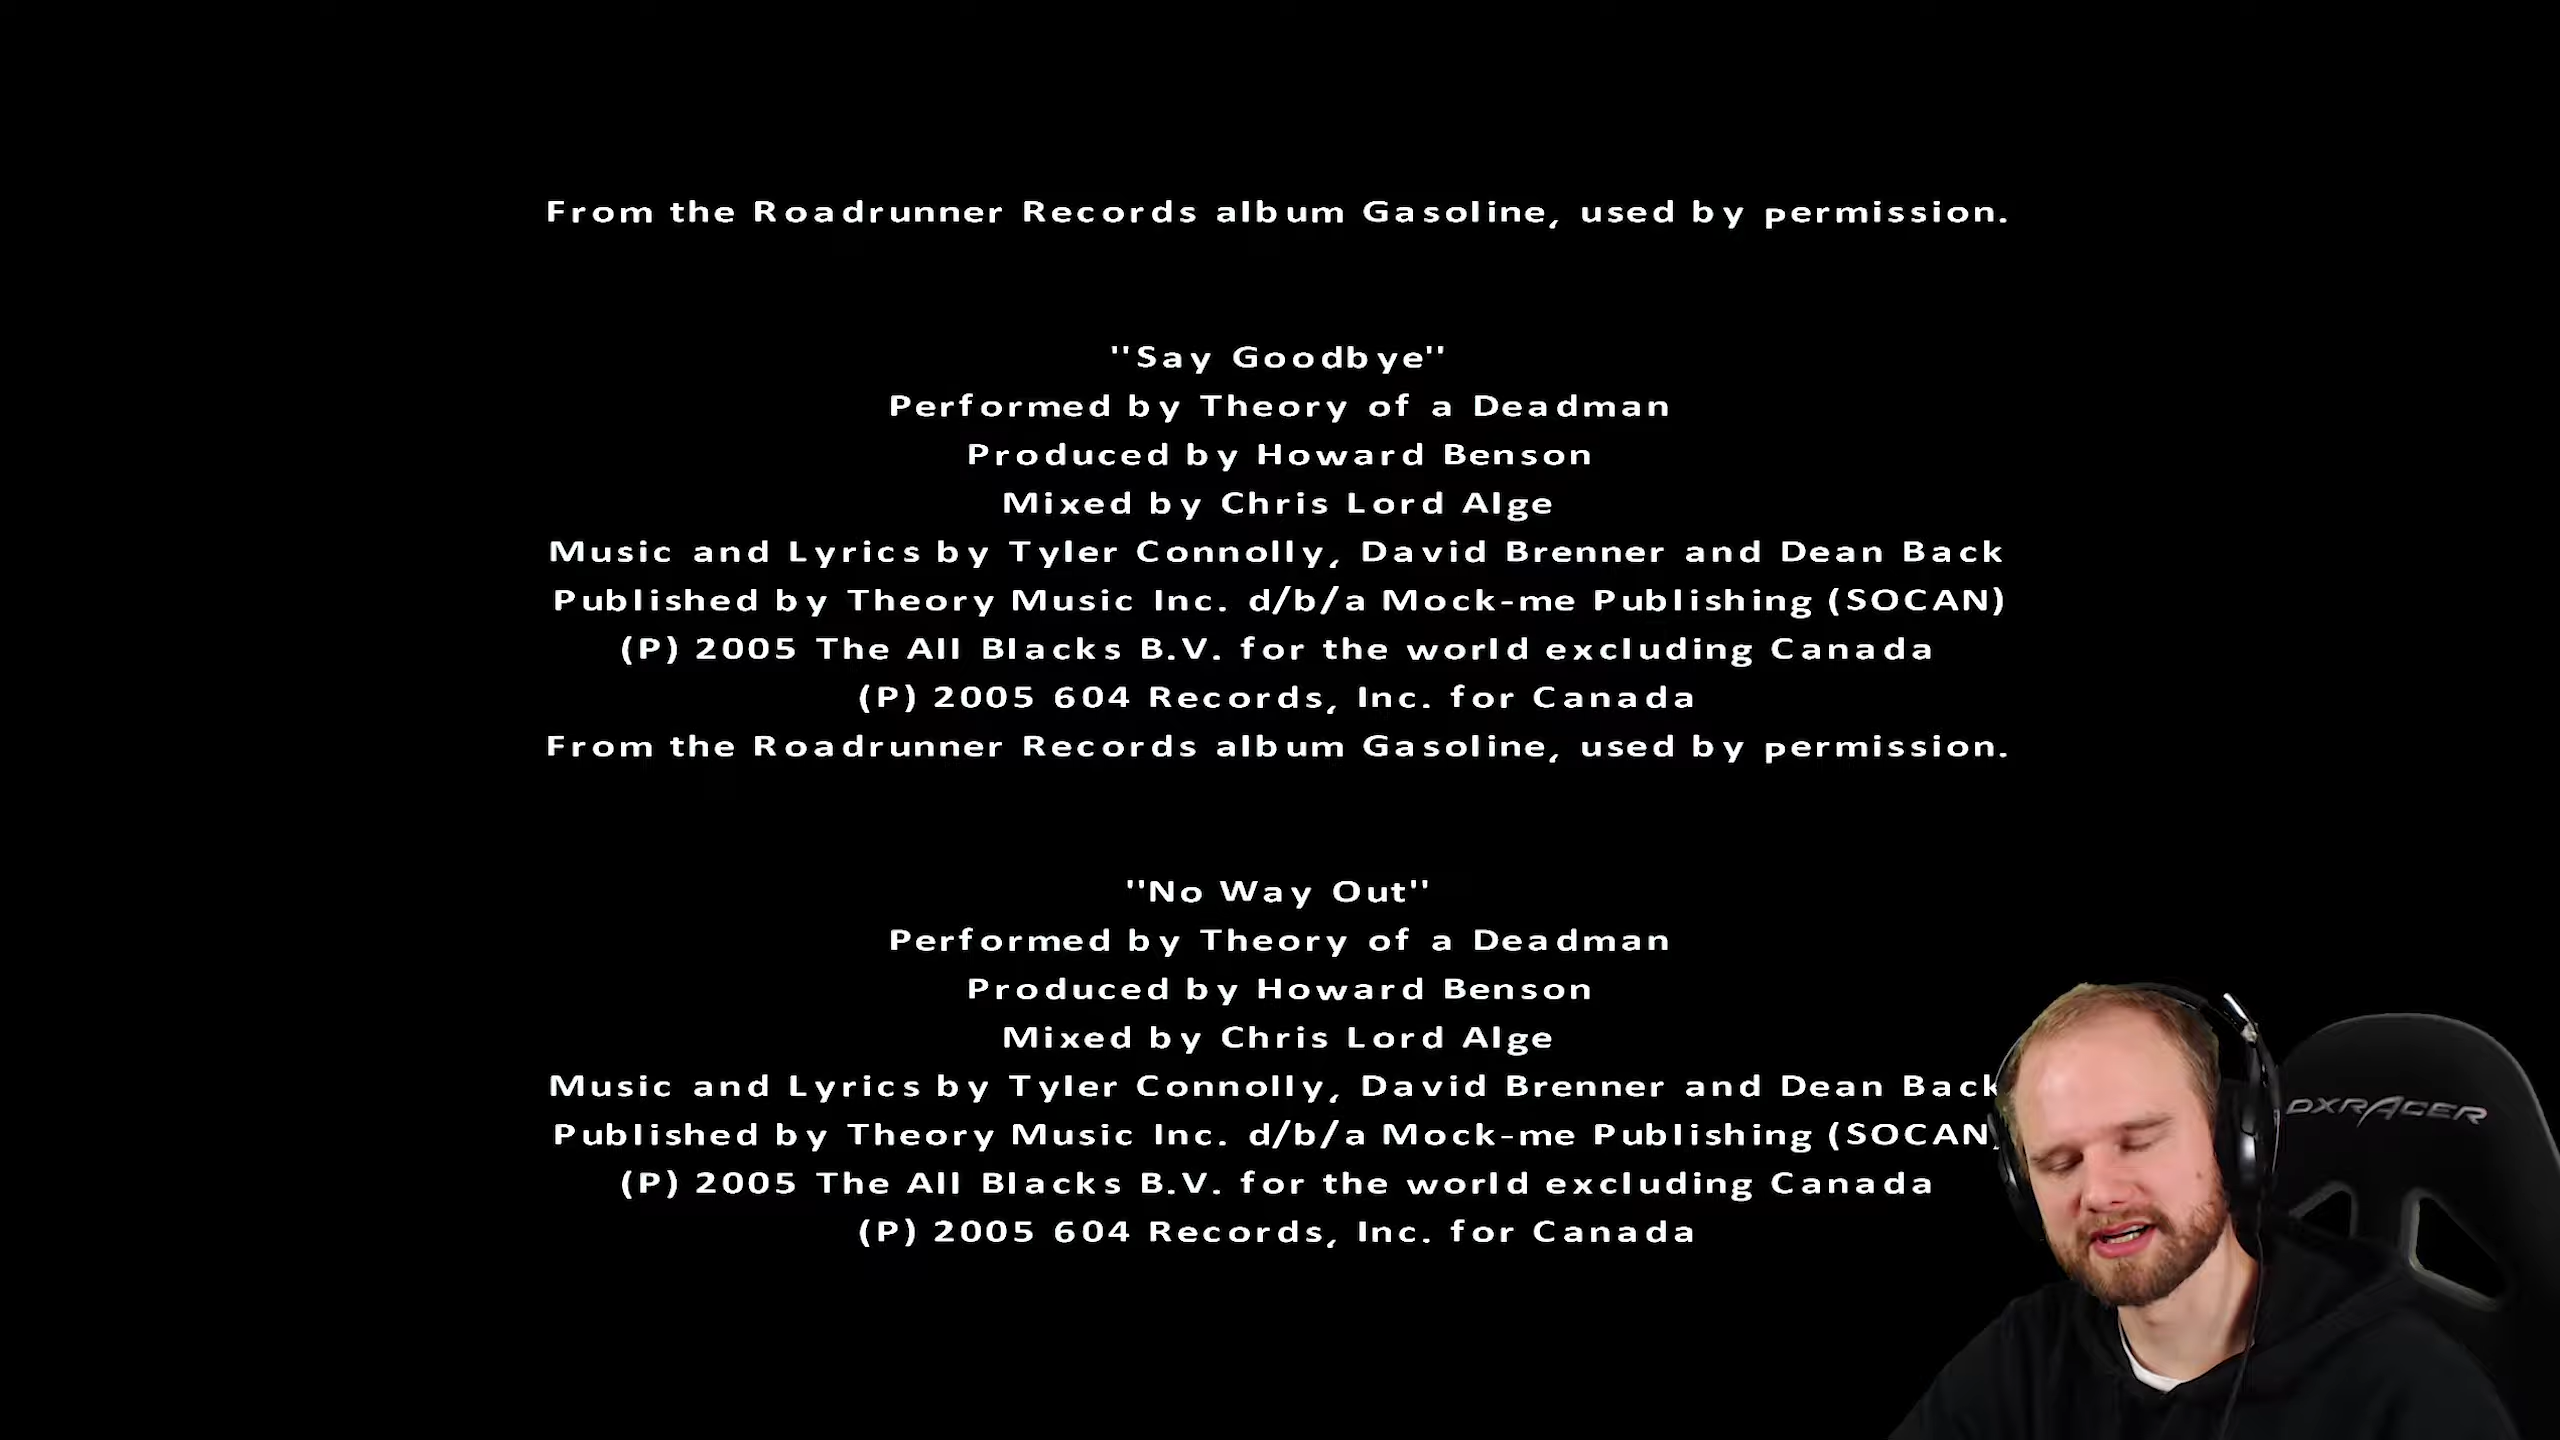 From the Roadrunner Records album Gasoline, used by permission.
"Say Goodbye"
Performed by Theory of a Deadman
Produced by Howard Benson
Mixed by Chris Lord Alge
Music and Lyrics by Tyler Connolly, David Brenner and Dean Back
Published by Theory Music Inc. d/b/a Mock-me Publishing (SOCAN)
(P) 2005 The All Blacks B.V. for the world excluding Canada
(P) 2005 604 Records, Inc. for Canada
From the Roadrunner Records album Gasoline, used by permission.
"No Way Out"
Performed by Theory of a Deadman
Produced by Howard Benson
Mixed by Chris Lord Alge
Music and Lyrics by Tyler Connolly, David Brenner and Dean Back
Published by Theory Music Inc. d/b/a Mock-me Publishing (SOCAN)
(P) 2005 The All Blacks B.V. for the world excluding Canada
(P) 2005 604 Records, Inc. for Canada
DXRACER